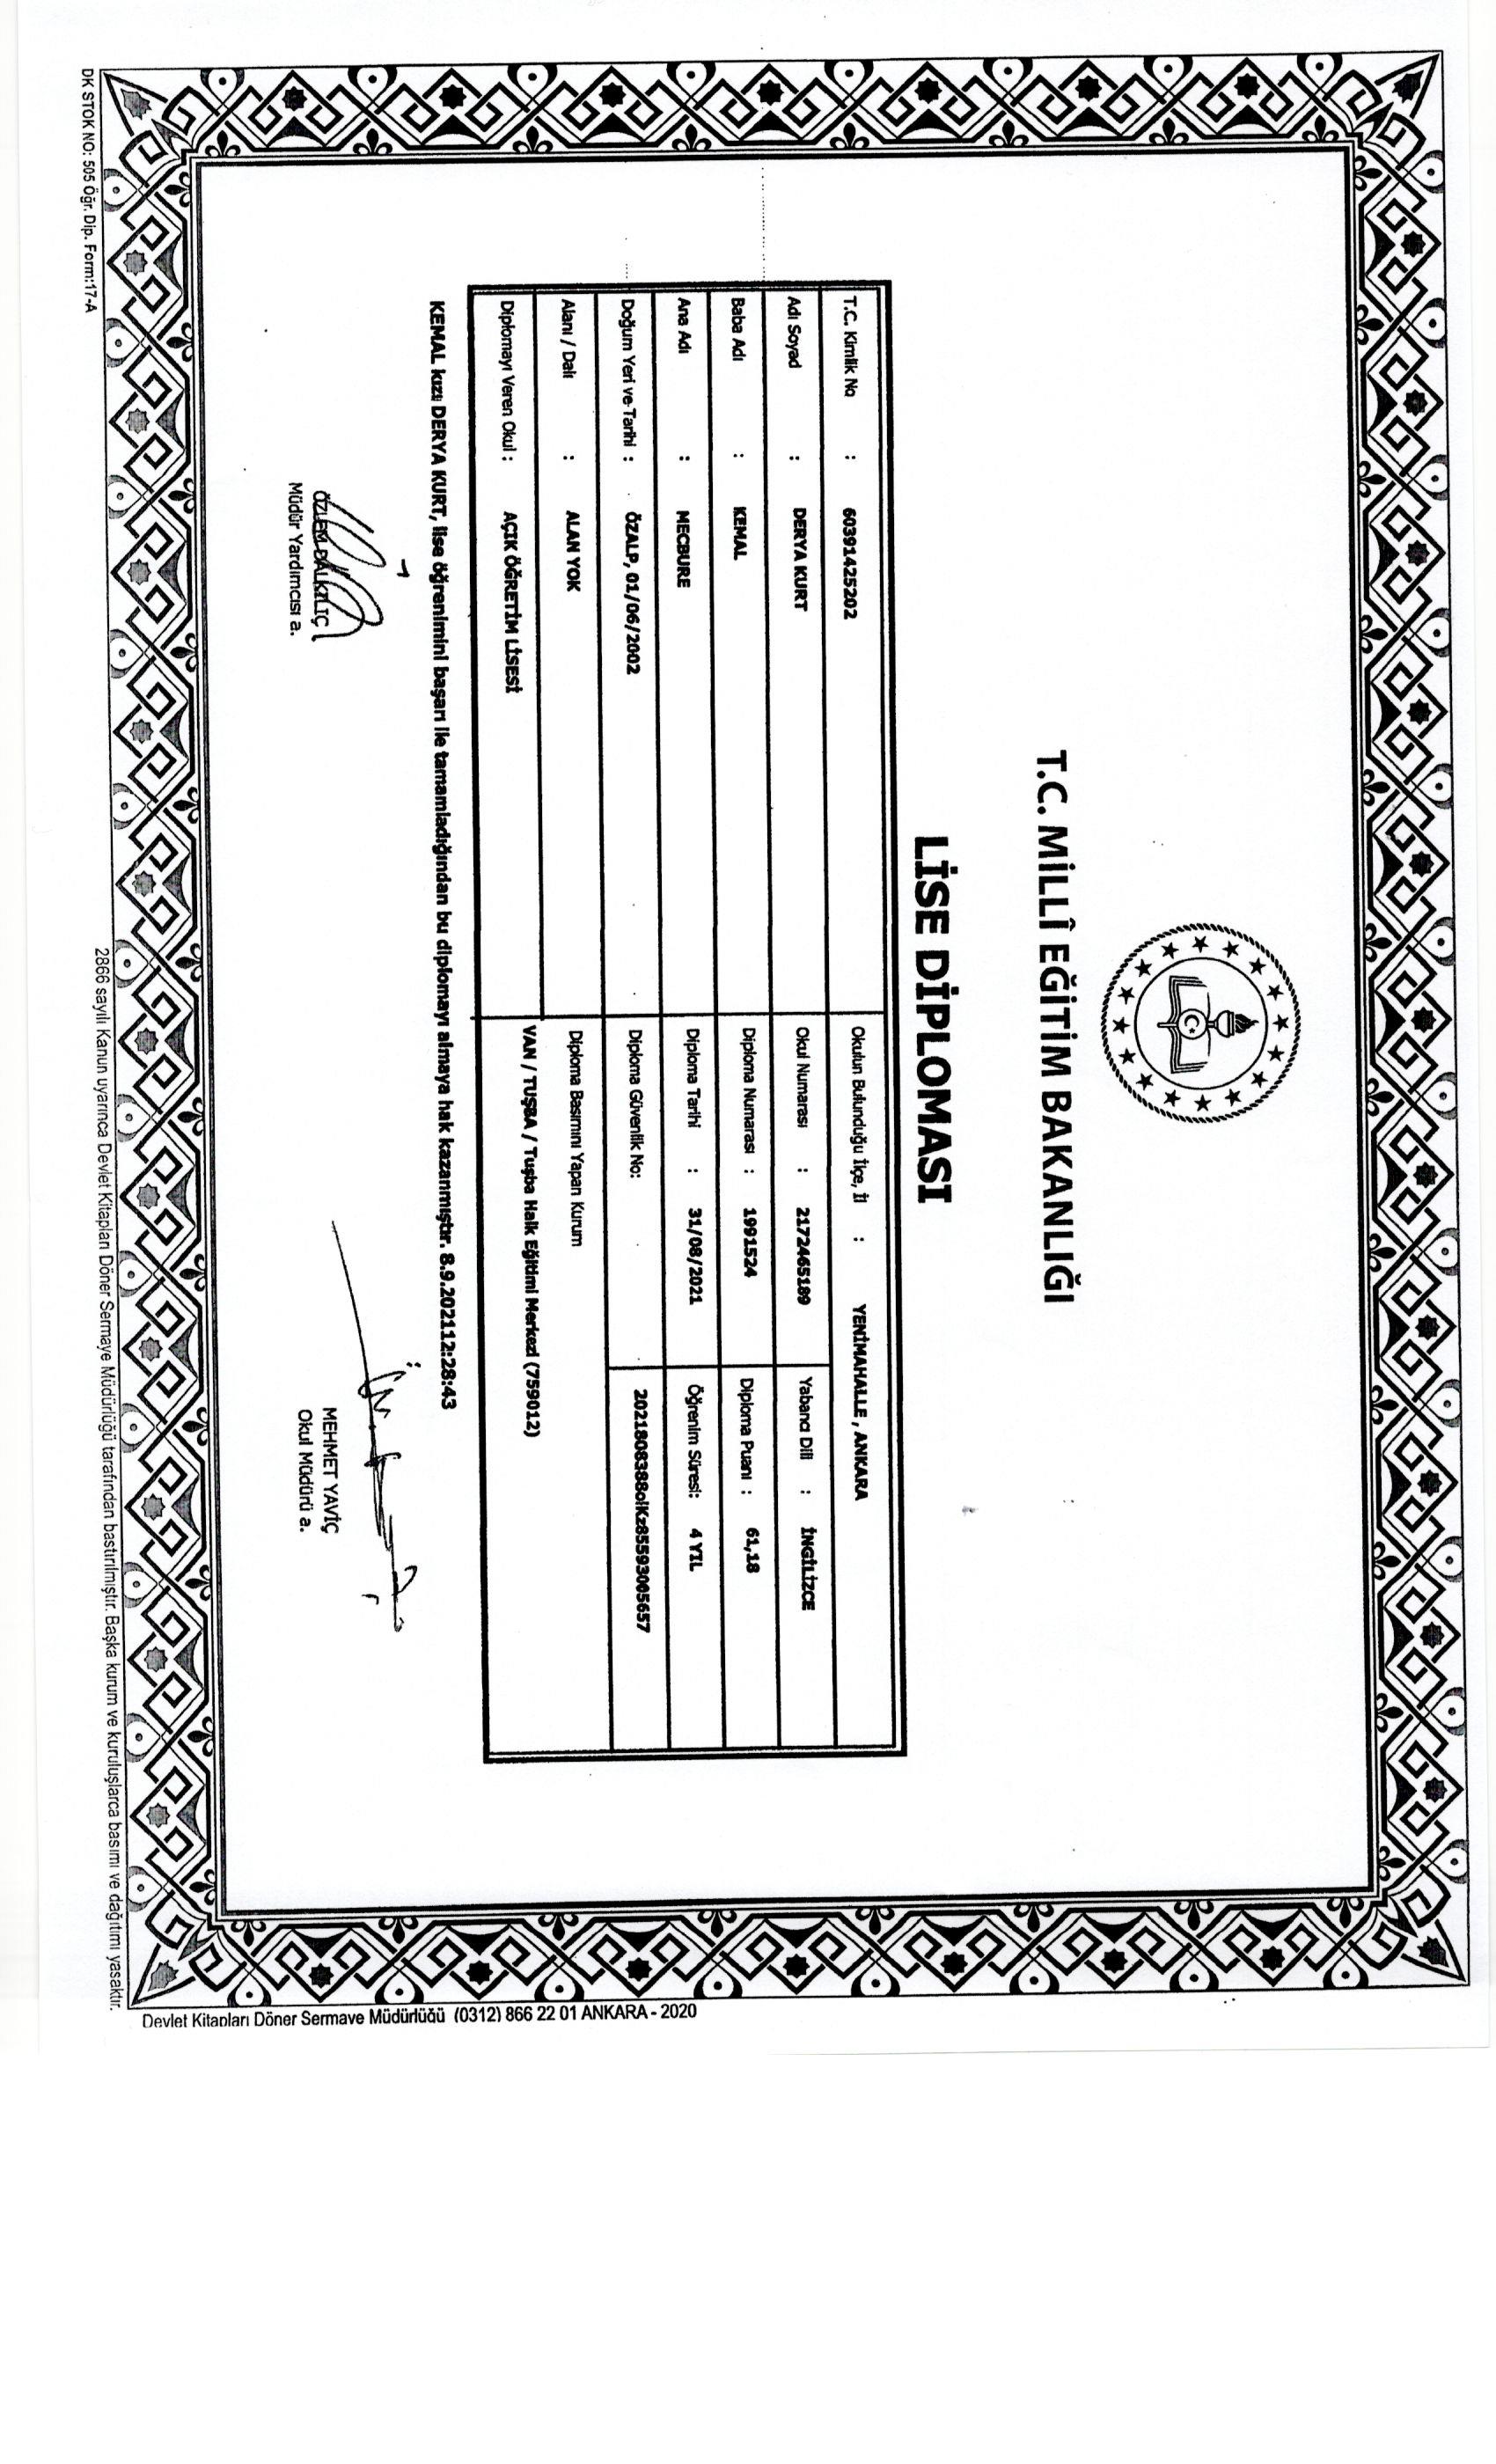 T.C. MİLLÎ EĞİTİM BAKANLIĞI
LİSE DİPLOMASI
T.C. Kimlik No : 60391425202 Okulun Bulunduğu İlçe, İl : YENİMAHALLE , ANKARA
Adı Soyad : DERYA KURT Okul Numarası : 2172465189 Yabancı Dili : İNGİLİZCE
Baba Adı : KEMAL Diploma Numarası : 1991524 Diploma Puanı : 61,18
Ana Adı : MECBURE Diploma Tarihi : 31/08/2021 Öğrenim Süresi: 4 YIL
Doğum Yeri ve Tarihi : ÖZALP, 01/06/2002 Diploma Güvenlik No: 2021808388olKz85593065657
Alanı / Dalı : ALAN YOK Diploma Basımını Yapan Kurum
Diplomayı Veren Okul : AÇIK ÖĞRETİM LİSESİ VAN / TUŞBA / Tuşba Halk Eğitimi Merkezi (759012)
KEMAL kızı DERYA KURT, lise öğrenimini başarı ile tamamladığından bu diplomayı almaya hak kazanmıştır. 8.9.202112:28:43
ÖZLEM DALKILIÇ
Müdür Yardımcısı a.
MEHMET YAVİÇ
Okul Müdürü a.
DK STOK NO: 505 Öğr. Dip. Form:17-A
2866 sayılı Kanun uyarınca Devlet Kitapları Döner Sermaye Müdürlüğü tarafından bastırılmıştır. Başka kurum ve kuruluşlarca basımı ve dağıtımı yasaktır.
Devlet Kitapları Döner Sermaye Müdürlüğü (0312) 866 22 01 ANKARA - 2020